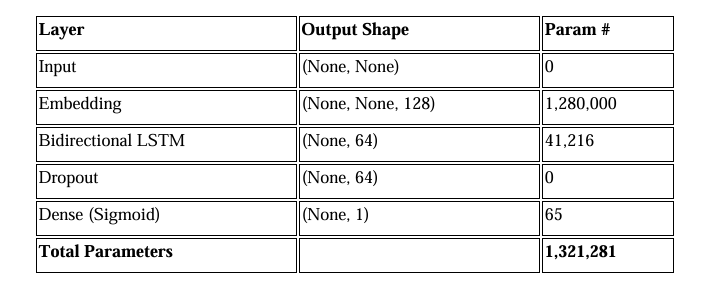 Layer Output Shape Param #
Input (None, None) 0
Embedding (None, None, 128) 1,280,000
Bidirectional LSTM (None, 64) 41,216
Dropout (None, 64) 0
Dense (Sigmoid) (None, 1) 65
Total Parameters 1,321,281